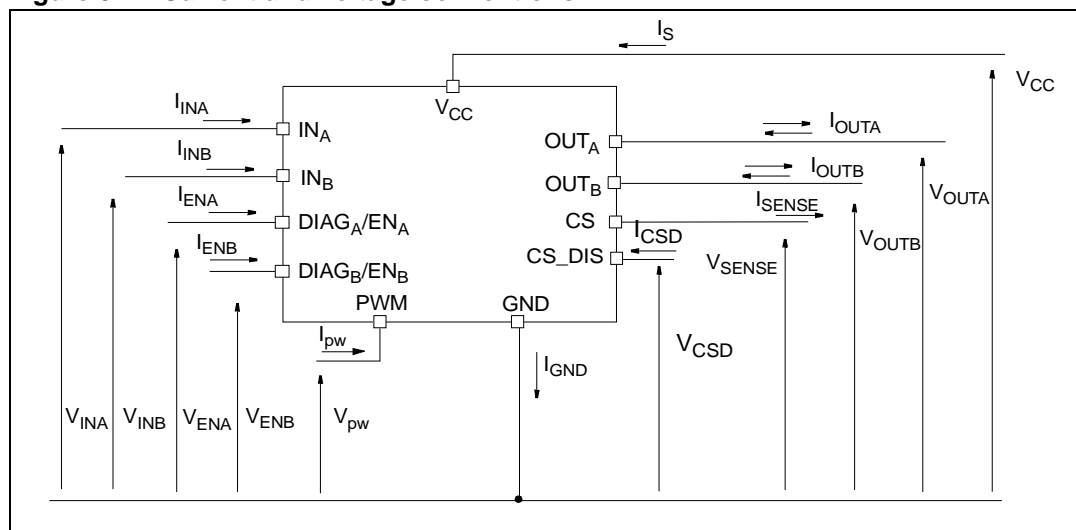 Figure Current and voltage conventions
I_S
V_CC
V_CC
I_INA
IN_A
OUT_A
I_OUTA
I_INB
IN_B
OUT_B
I_OUTB
I_ENA
DIAG_A/EN_A
CS
I_SENSE
V_OUTA
I_ENB
DIAG_B/EN_B
CS_DIS
I_CSD
V_SENSE
V_OUTB
PWM
GND
I_pw
I_GND
V_CSD
V_INA
V_INB
V_ENA
V_ENB
V_pw